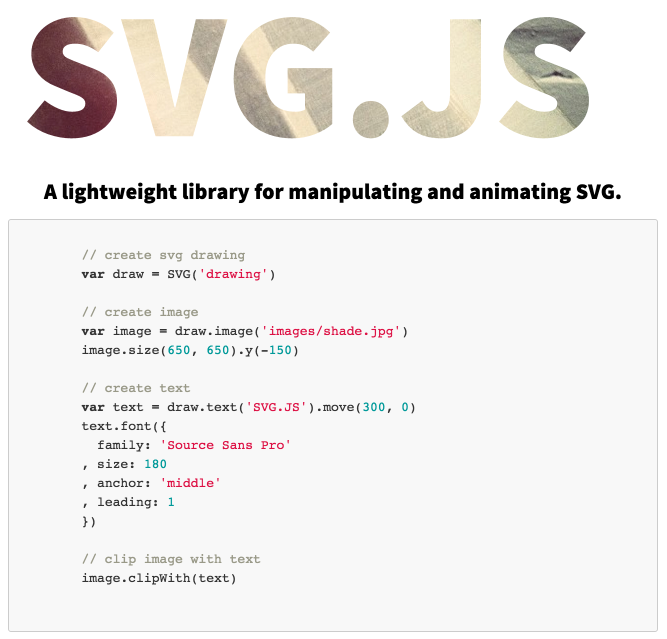 SVG.JS
A lightweight library for manipulating and animating SVG.
// create svg drawing
var draw = SVG('drawing')
// create image
var image = draw.image('images/shade.jpg')
image.size(650, 650).y(-150)
// create text
var text = draw.text('SVG.JS').move(300, 0)
text.font({
  family: 'Source Sans Pro'
, size: 180
, anchor: 'middle'
, leading: 1
})
// clip image with text
image.clipWith(text)